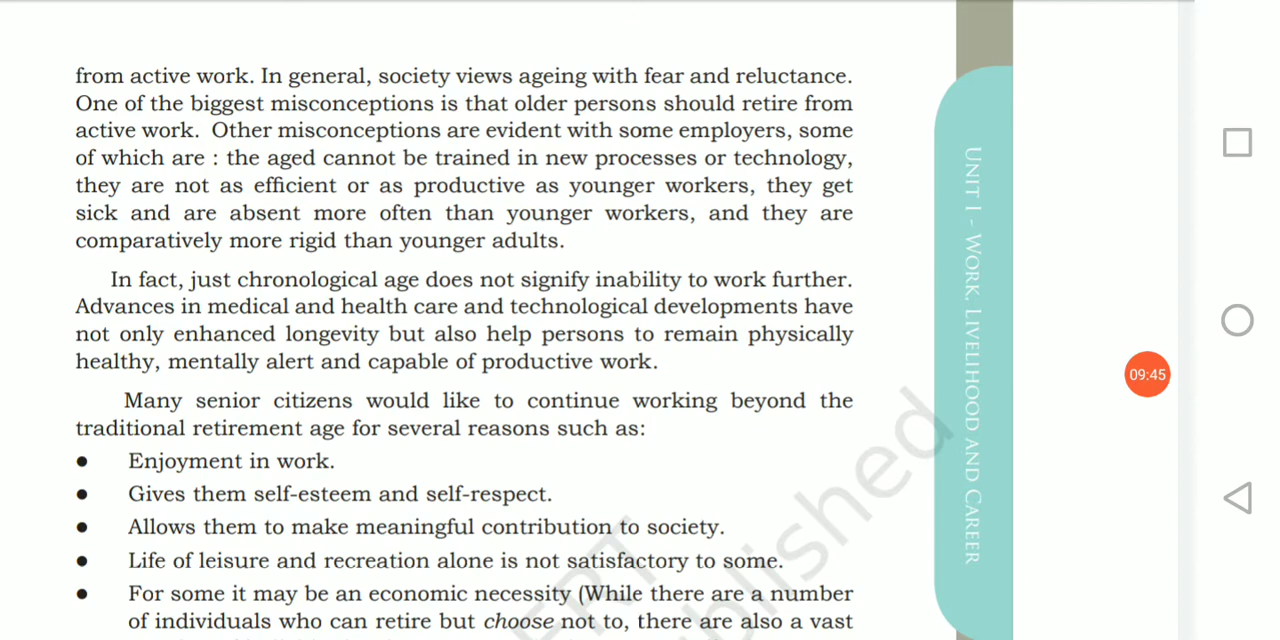 from active work. In general, society views ageing with fear and reluctance.
One of the biggest misconceptions is that older persons should retire from
active work.  Other misconceptions are evident with some employers, some
of which are : the aged cannot be trained in new processes or technology,
they are not as efficient or as productive as younger workers, they get
sick and are absent more often than younger workers, and they are
comparatively more rigid than younger adults.
In fact, just chronological age does not signify inability to work further.
Advances in medical and health care and technological developments have
not only enhanced longevity but also help persons to remain physically
healthy, mentally alert and capable of productive work.
Many senior citizens would like to continue working beyond the
traditional retirement age for several reasons such as:
● Enjoyment in work.
● Gives them self-esteem and self-respect.
● Allows them to make meaningful contribution to society.
● Life of leisure and recreation alone is not satisfactory to some.
● For some it may be an economic necessity (While there are a number
of individuals who can retire but choose not to, there are also a vast
UNIT I - WORK, LIVELIHOOD AND CAREER
09:45
ERT
ublished